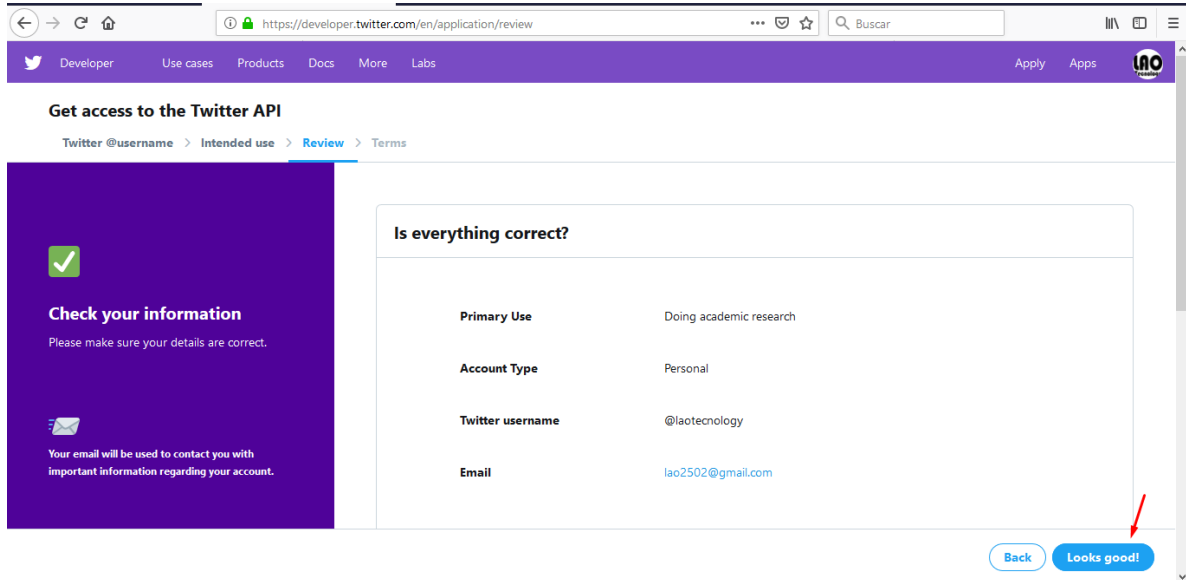 https://developer.twitter.com/en/application/review
Buscar
Developer Use cases Products Docs More Labs Apply Apps
LAO
Get access to the Twitter API
Twitter @username > Intended use > Review > Terms
Is everything correct?
Check your information
Please make sure your details are correct.
Primary Use Doing academic research
Account Type Personal
Twitter username @laotecnology
Your email will be used to contact you with
important information regarding your account.
Email lao2502@gmail.com
Back Looks good!